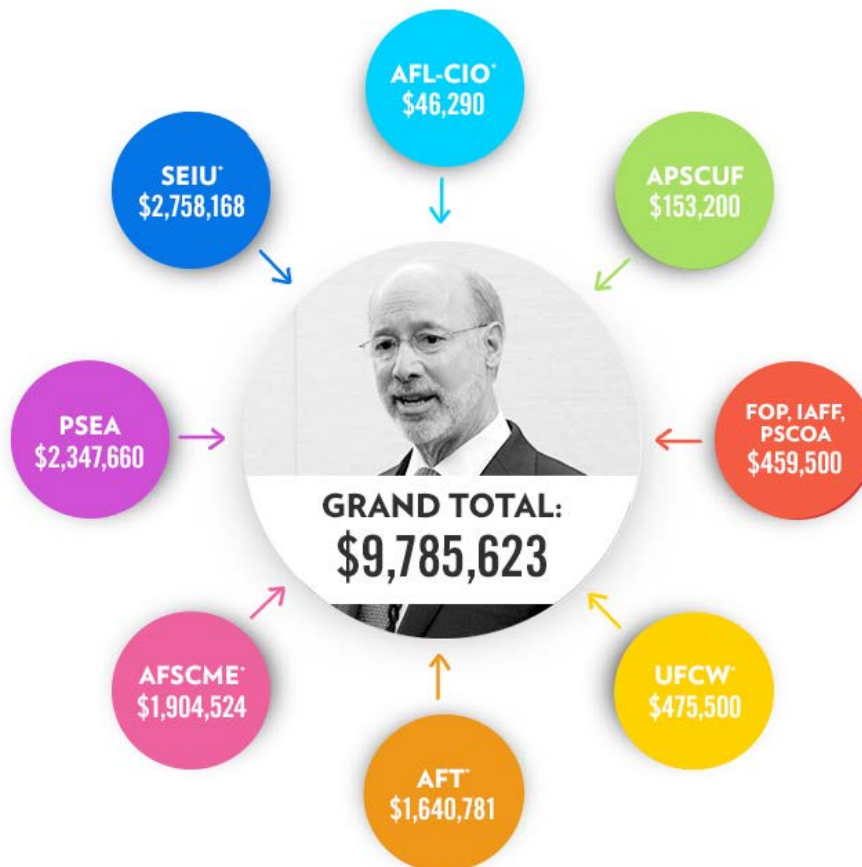 AFL-CIO*
$46,290
SEIU*
$2,758,168
APSCUF
$153,200
PSEA
$2,347,660
FOP, IAFF,
PSCOA
$459,500
GRAND TOTAL:
$9,785,623
AFSCME*
$1,904,524
UFCW*
$475,500
AFT*
$1,640,781